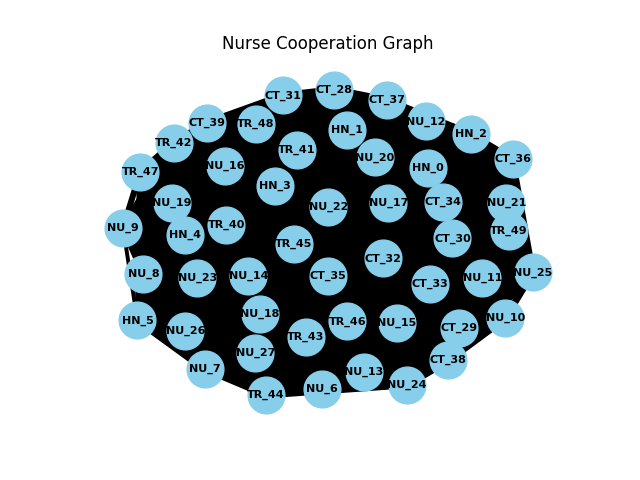 Nurse Cooperation Graph
CT_28
CT_31
CT_37
CT_39
TR_48
NU_12
HN_1
HN_2
TR_42
TR_41
NU_20
CT_36
NU_16
HN_0
TR_47
HN_3
NU_19
NU_22
NU_17
CT_34
NU_21
NU_9
HN_4
TR_40
TR_49
TR_45
CT_30
CT_32
NU_8
NU_23
NU_14
CT_35
CT_33
NU_11
NU_25
HN_5
NU_26
NU_18
TR_43
TR_46
NU_15
CT_29
NU_10
NU_7
NU_27
NU_13
CT_38
TR_44
NU_6
NU_24